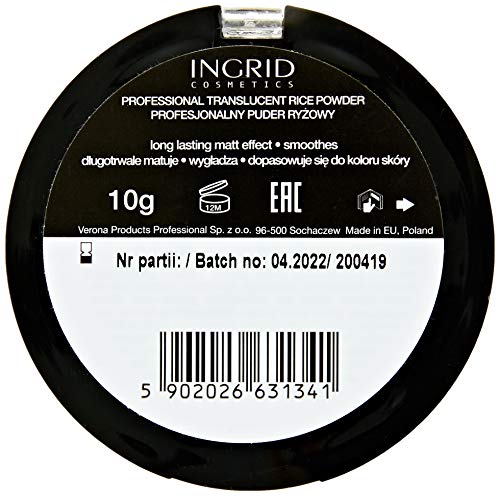 INGRID
COSMETICS
PROFESSIONAL TRANSLUCENT RICE POWDER
PROFESJONALNY PUDER RYŻOWY
long lasting matt effect • smoothes
długotrwale matuje • wygładza • dopasowuje się do koloru skóry
10g 12M EAC
Verona Products Professional Sp. z o.o. 96-500 Sochaczew Made in EU, Poland
Nr partii: / Batch no: 04.2022/ 200419
5 902026 631341